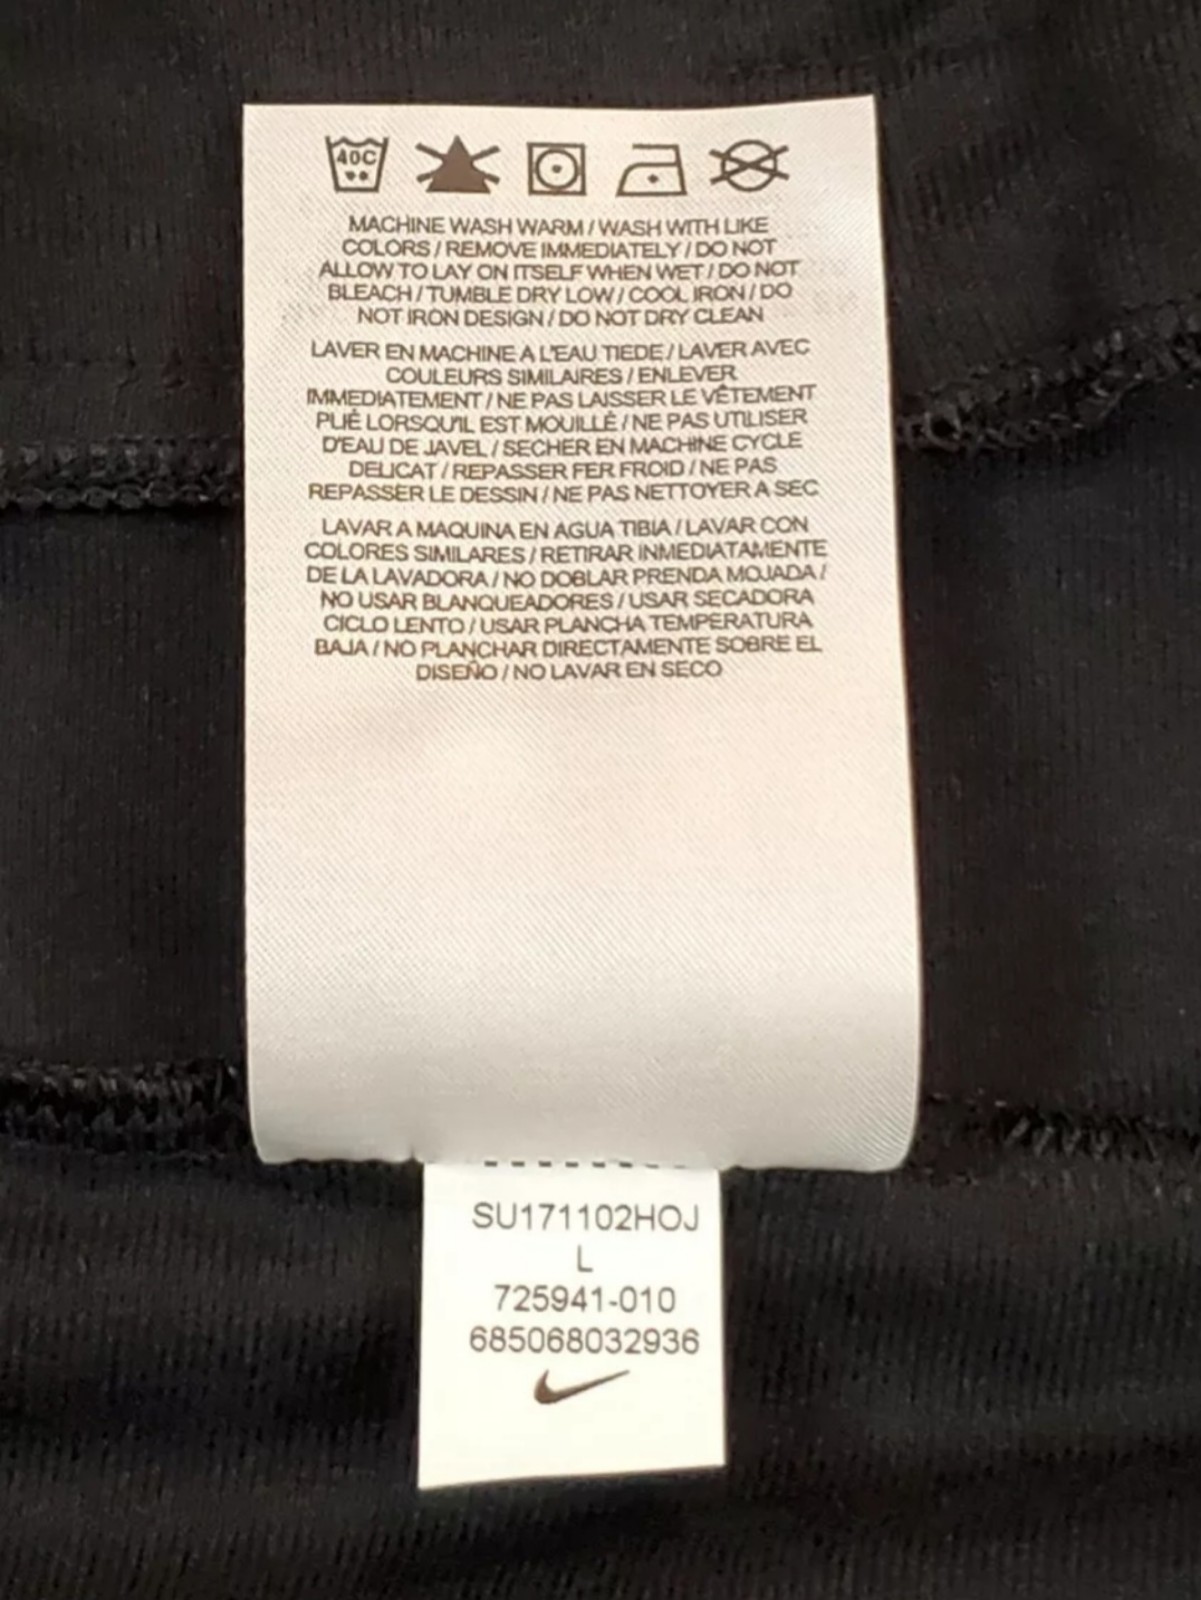 40C
MACHINE WASH WARM / WASH WITH LIKE
COLORS / REMOVE IMMEDIATELY / DO NOT
ALLOW TO LAY ON ITSELF WHEN WET / DO NOT
BLEACH / TUMBLE DRY LOW / COOL IRON / DO
NOT IRON DESIGN / DO NOT DRY CLEAN
LAVER EN MACHINE A L'EAU TIEDE / LAVER AVEC
COULEURS SIMILAIRES / ENLEVER
IMMEDIATEMENT / NE PAS LAISSER LE VÊTEMENT
PLIÉ LORSQU'IL EST MOUILLÉ / NE PAS UTILISER
D'EAU DE JAVEL / SECHER EN MACHINE CYCLE
DELICAT / REPASSER FER FROID / NE PAS
REPASSER LE DESSIN / NE PAS NETTOYER A SEC
LAVAR A MAQUINA EN AGUA TIBIA / LAVAR CON
COLORES SIMILARES / RETIRAR INMEDIATAMENTE
DE LA LAVADORA / NO DOBLAR PRENDA MOJADA /
NO USAR BLANQUEADORES / USAR SECADORA
CICLO LENTO / USAR PLANCHA TEMPERATURA
BAJA / NO PLANCHAR DIRECTAMENTE SOBRE EL
DISEÑO / NO LAVAR EN SECO
SU171102HOJ
L
725941-010
685068032936